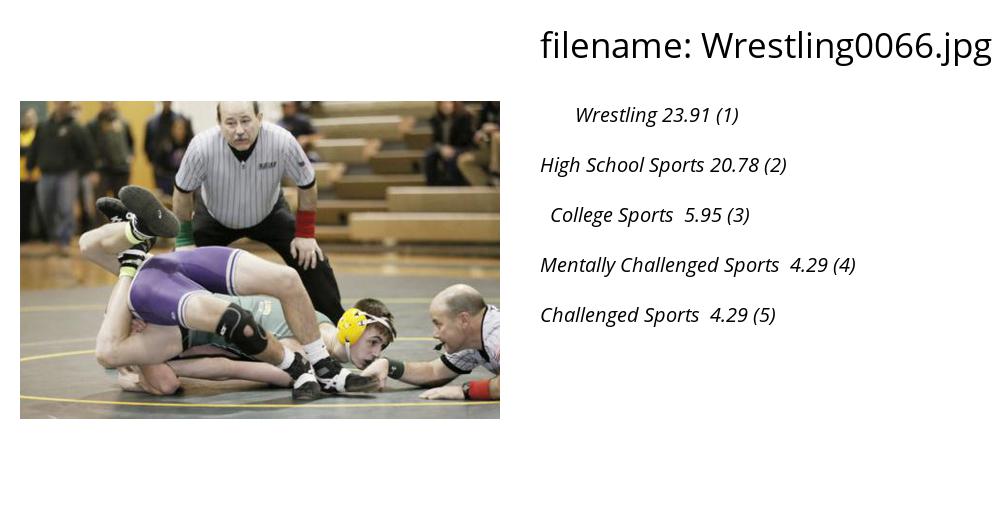 filename: Wrestling0066.jpg
Wrestling 23.91 (1)
High School Sports 20.78 (2)
College Sports 5.95 (3)
Mentally Challenged Sports 4.29 (4)
Challenged Sports 4.29 (5)